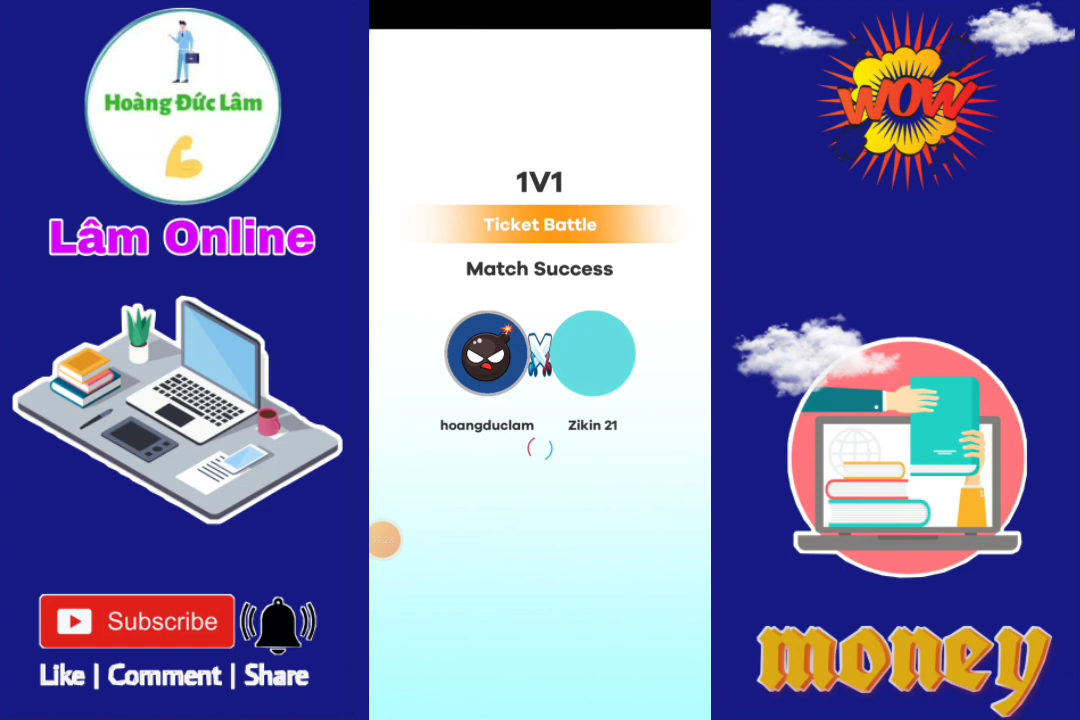 Hoàng Đức Lâm
Lâm Online
Subscribe
Like | Comment | Share
1V1
Ticket Battle
Match Success
hoangduclam
Zikin 21
WOW
money